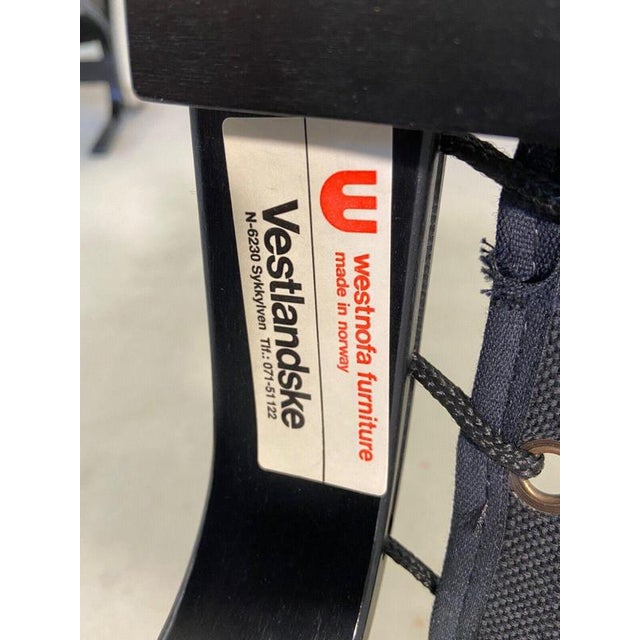 westnofa furniture
made in norway
Vestlandske
N-6230 Sykkylven Tlf.: 071-51122